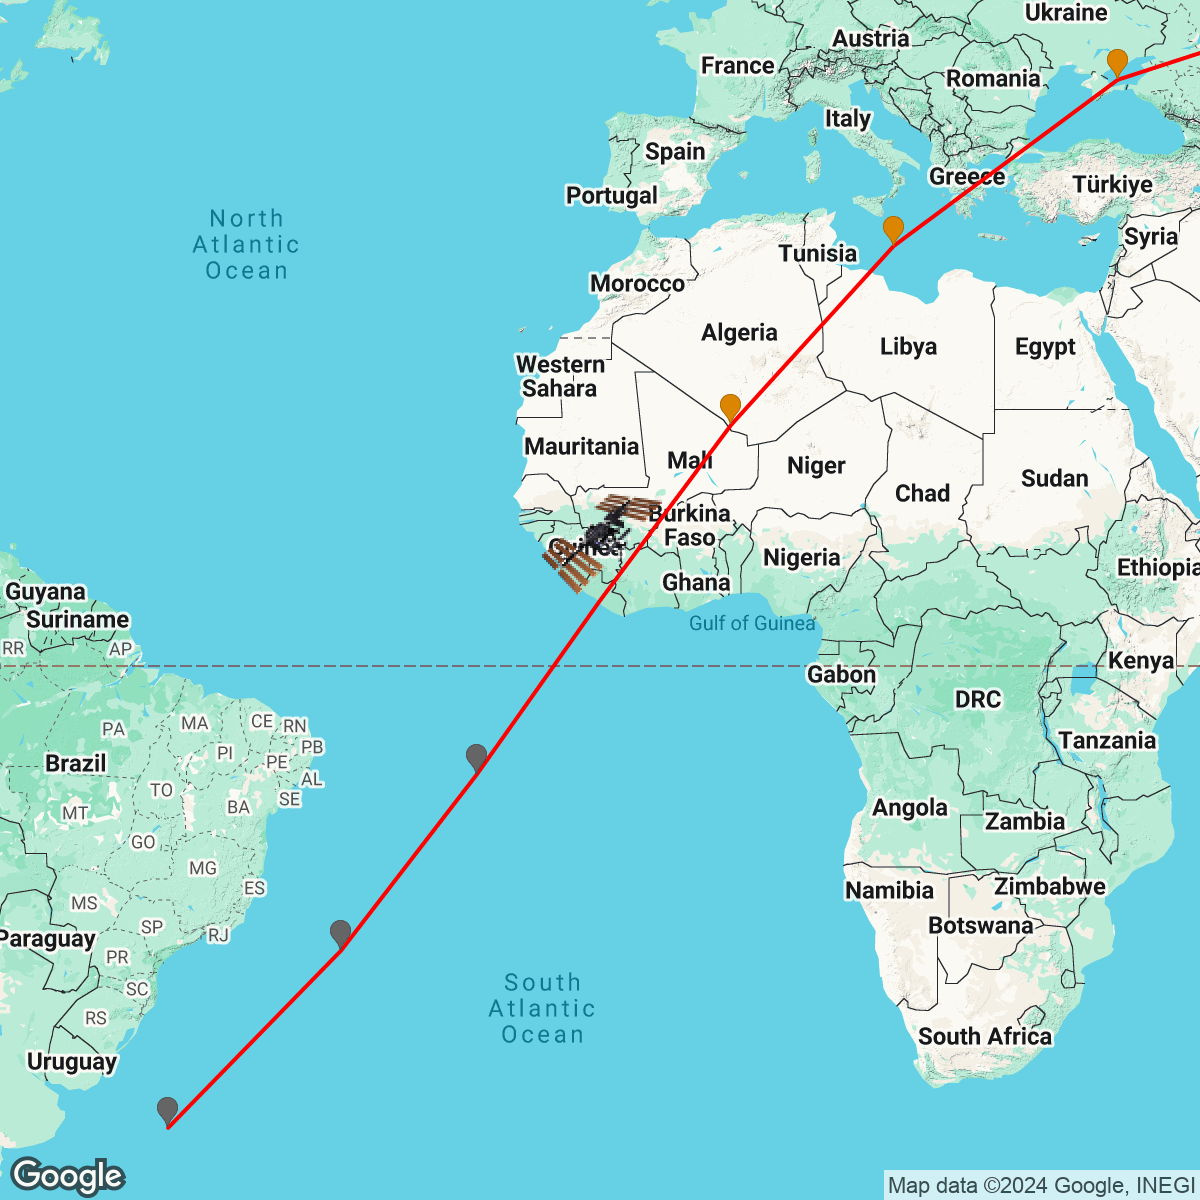 Ukraine
Austria
France
Romania
Italy
Spain
Greece
Portugal
Türkiye
North
Atlantic
Ocean
Syria
Tunisia
Morocco
Algeria
Libya
Egypt
Western
Sahara
Mauritania
Mali
Niger
Chad
Sudan
Burkina
Faso
Guinea
Nigeria
Ghana
Ethiopia
Guyana
Suriname
Gulf of Guinea
RR
AP
Gabon
Kenya
DRC
MA
CE
RN
PA
PI
PB
PE
Brazil
AL
TO
SE
BA
MT
GO
MG
ES
MS
SP
RJ
Paraguay
PR
SC
RS
Uruguay
Tanzania
Angola
Zambia
Namibia
Zimbabwe
Botswana
South
Atlantic
Ocean
South Africa
Google
Map data ©2024 Google, INEGI